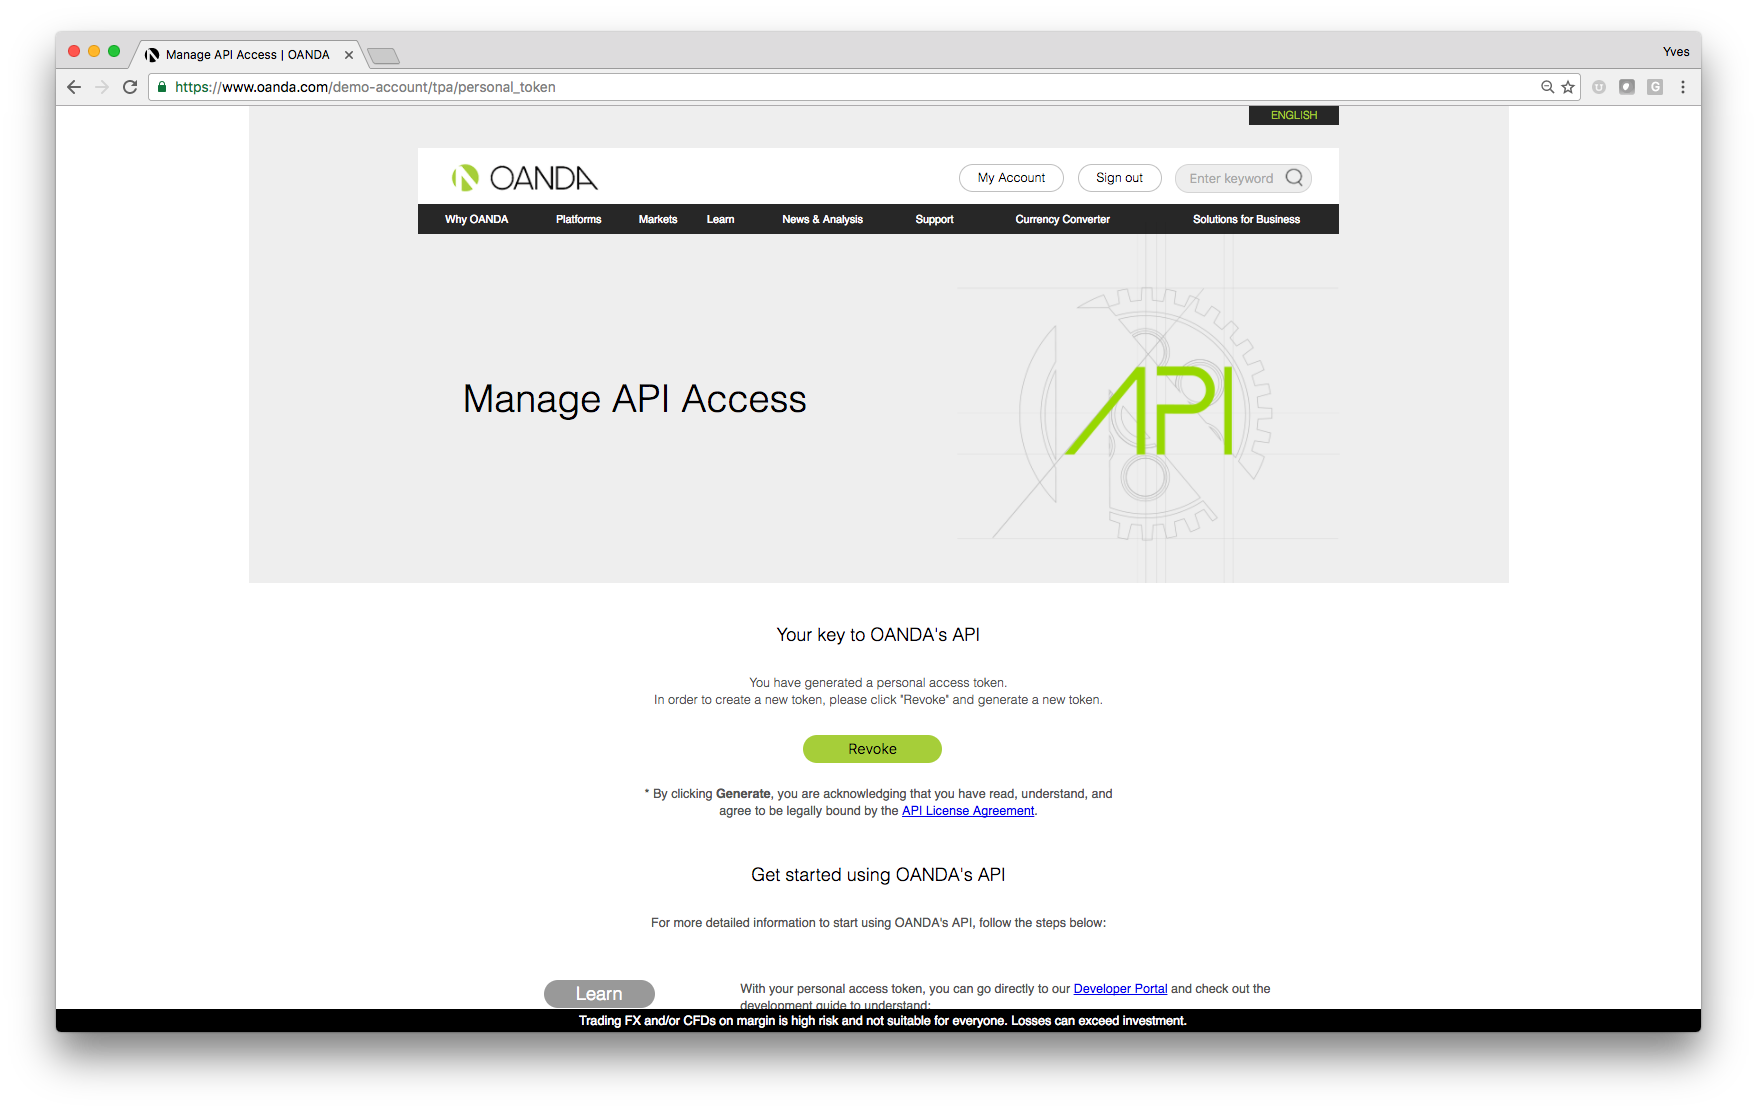 Manage API Access | OANDA
Yves
https://www.oanda.com/demo-account/tpa/personal_token
ENGLISH
OANDA
My Account
Sign out
Enter keyword
Why OANDA
Platforms
Markets
Learn
News & Analysis
Support
Currency Converter
Solutions for Business
Manage API Access
API
Your key to OANDA's API
You have generated a personal access token.
In order to create a new token, please click "Revoke" and generate a new token.
Revoke
* By clicking Generate, you are acknowledging that you have read, understand, and
agree to be legally bound by the API License Agreement.
Get started using OANDA's API
For more detailed information to start using OANDA's API, follow the steps below:
Learn
With your personal access token, you can go directly to our Developer Portal and check out the
development guide to understand:
Trading FX and/or CFDs on margin is high risk and not suitable for everyone. Losses can exceed investment.